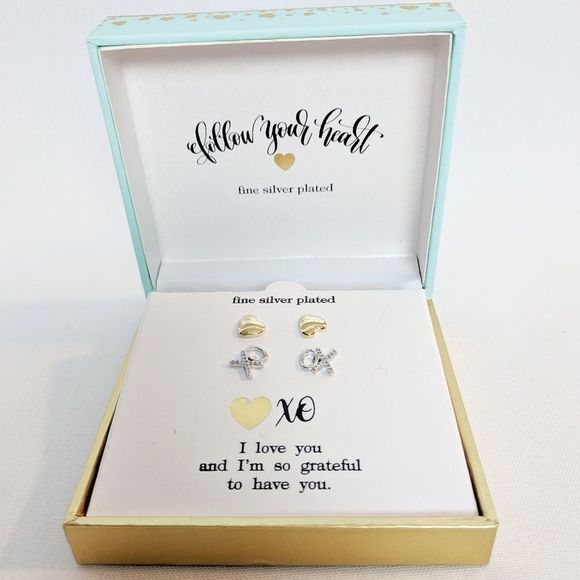 follow your heart
fine silver plated
fine silver plated
XO
I love you
and I'm so grateful
to have you.